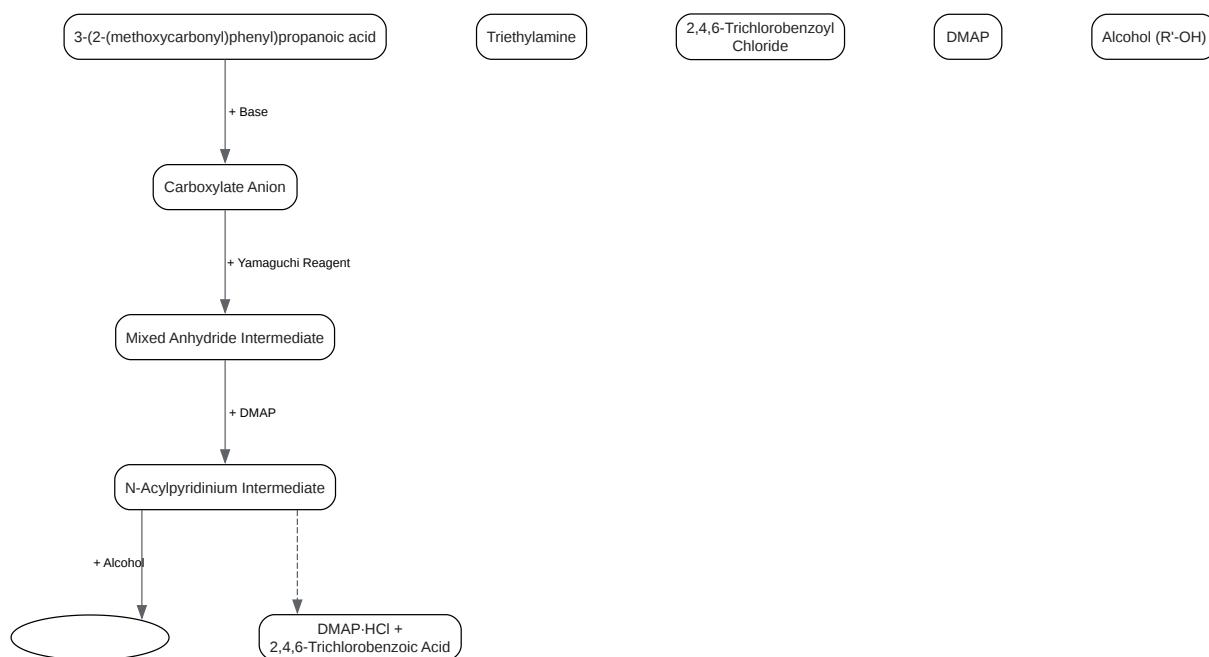 3-(2-(methoxycarbonyl)phenyl)propanoic acid
Triethylamine
2,4,6-Trichlorobenzoyl
Chloride
DMAP
Alcohol (R'-OH)
+ Base
Carboxylate Anion
+ Yamaguchi Reagent
Mixed Anhydride Intermediate
+ DMAP
N-Acylpyridinium Intermediate
+ Alcohol
DMAP·HCl +
2,4,6-Trichlorobenzoic Acid